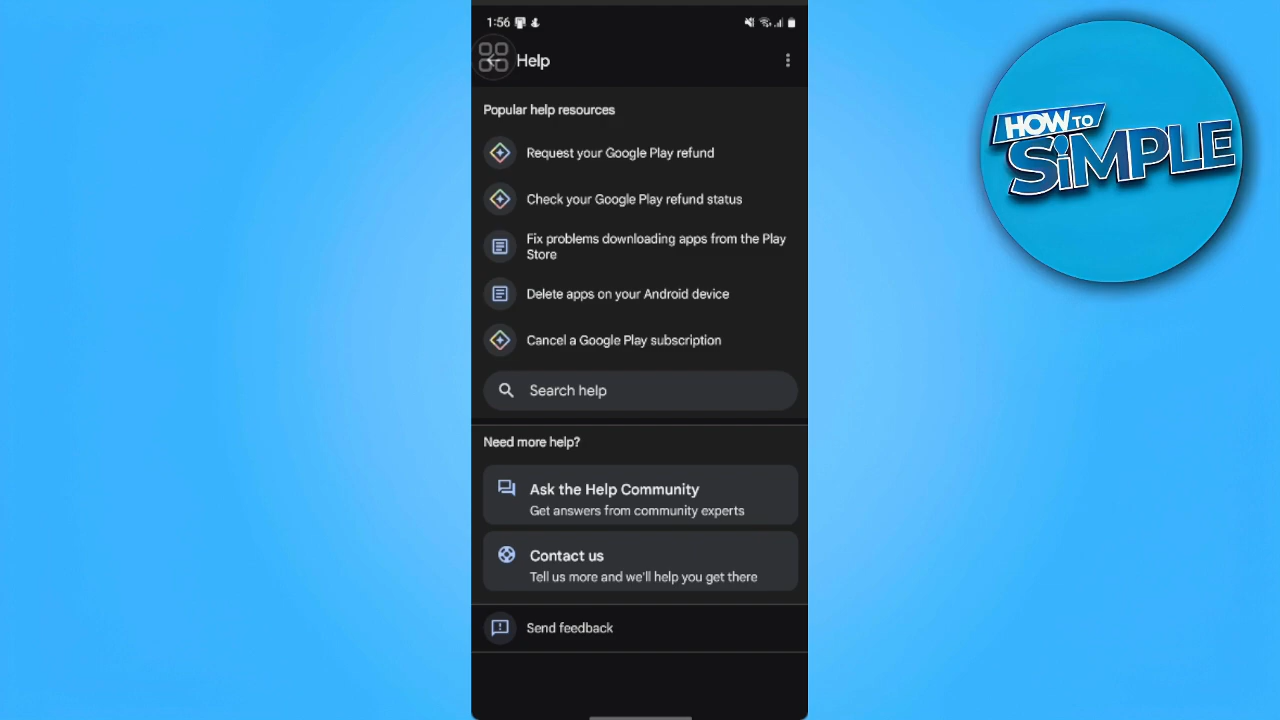 1:56
Help
Popular help resources
Request your Google Play refund
Check your Google Play refund status
Fix problems downloading apps from the Play
Store
Delete apps on your Android device
Cancel a Google Play subscription
Search help
Need more help?
Ask the Help Community
Get answers from community experts
Contact us
Tell us more and we'll help you get there
Send feedback
HOW TO
SiMPLE